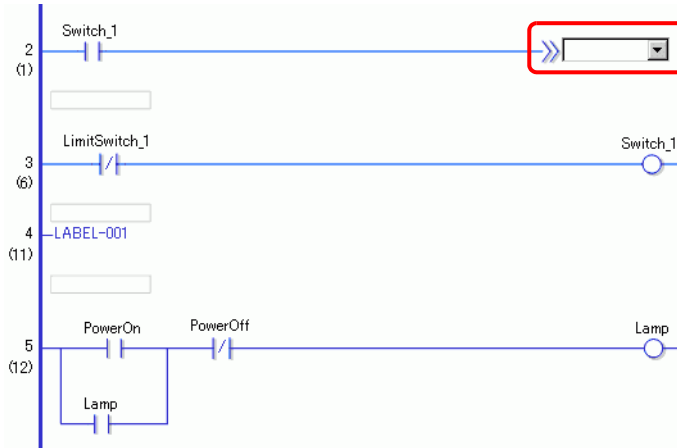 Switch_1
2
(1)
LimitSwitch_1
Switch_1
3
(6)
4
LABEL-001
(11)
PowerOn
PowerOff
Lamp
5
(12)
Lamp